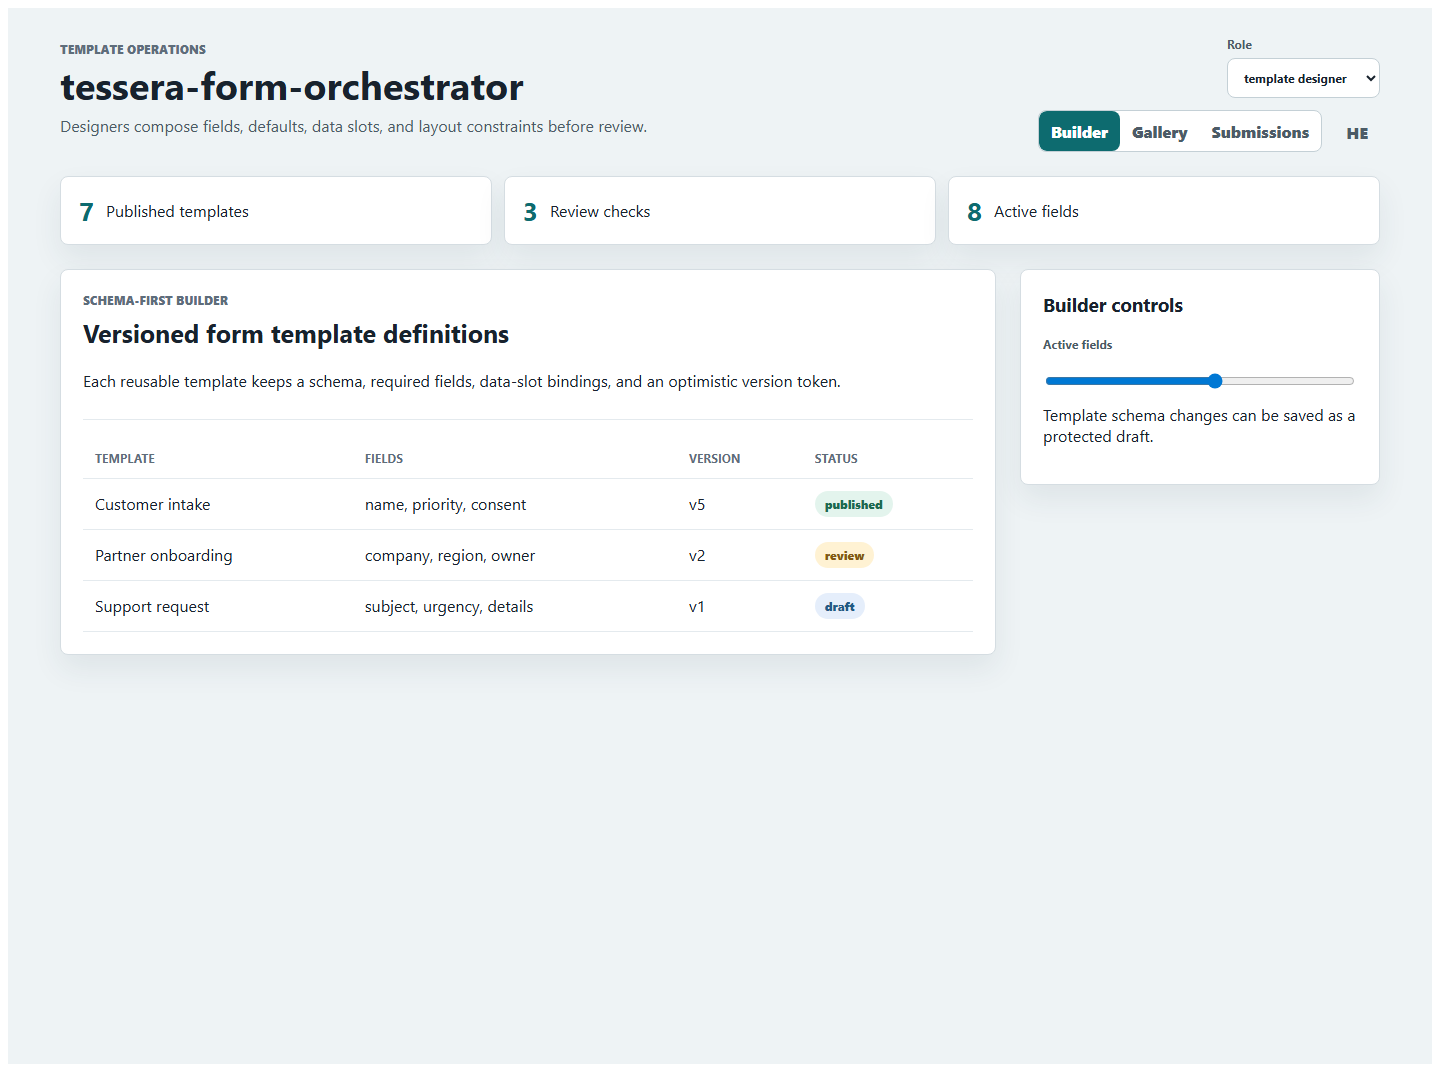 TEMPLATE OPERATIONS
tessera-form-orchestrator
Designers compose fields, defaults, data slots, and layout constraints before review.
Role
template designer
Builder Gallery Submissions HE
7 Published templates
3 Review checks
8 Active fields
SCHEMA-FIRST BUILDER
Versioned form template definitions
Each reusable template keeps a schema, required fields, data-slot bindings, and an optimistic version token.
TEMPLATE FIELDS VERSION STATUS
Customer intake name, priority, consent v5 published
Partner onboarding company, region, owner v2 review
Support request subject, urgency, details v1 draft
Builder controls
Active fields
Template schema changes can be saved as a
protected draft.